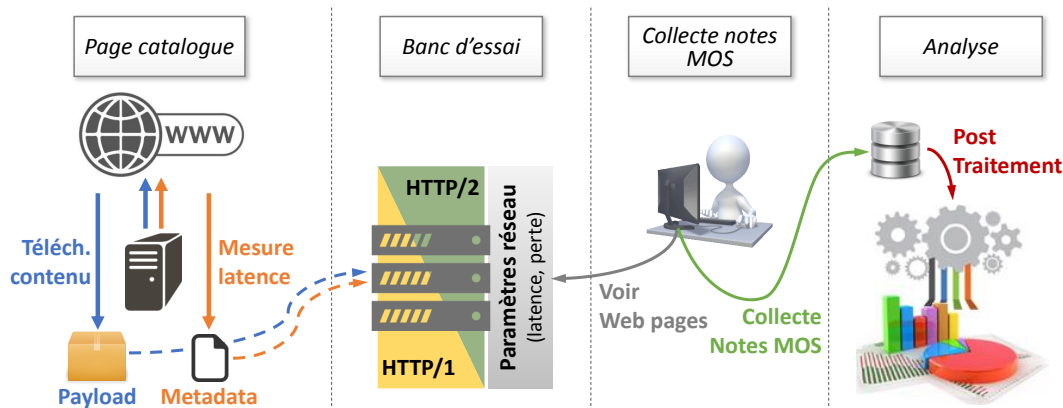 Page catalogue
Banc d'essai
Collecte notes
MOS
Analyse
WWW
Téléch.
contenu
Mesure
latence
Payload
Metadata
HTTP/2
HTTP/1
Paramètres réseau
(latence, perte)
Voir
Web pages
Collecte
Notes MOS
Post
Traitement